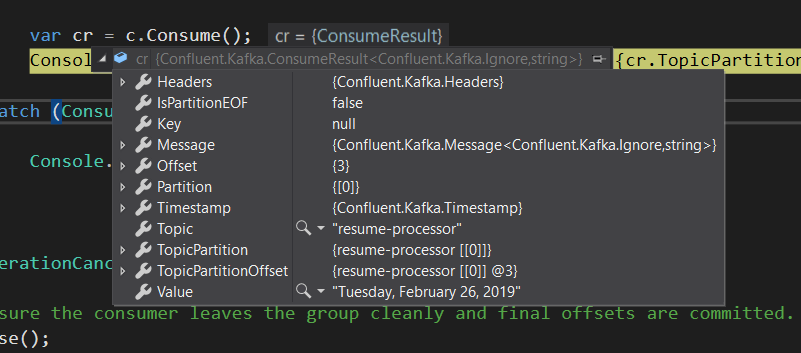 var cr = c.Consume(); cr = {ConsumeResult}
Consol cr {Confluent.Kafka.ConsumeResult<Confluent.Kafka.Ignore,string>} {cr.TopicPartition
Headers {Confluent.Kafka.Headers}
IsPartitionEOF false
atch (Consu
Key null
Message {Confluent.Kafka.Message<Confluent.Kafka.Ignore,string>}
Console.
Offset {3}
Partition {[0]}
Timestamp {Confluent.Kafka.Timestamp}
Topic "resume-processor"
TopicPartition {resume-processor [[0]]}
erationCanc
TopicPartitionOffset {resume-processor [[0]] @3}
Value "Tuesday, February 26, 2019"
sure the consumer leaves the group cleanly and final offsets are committed.
se();